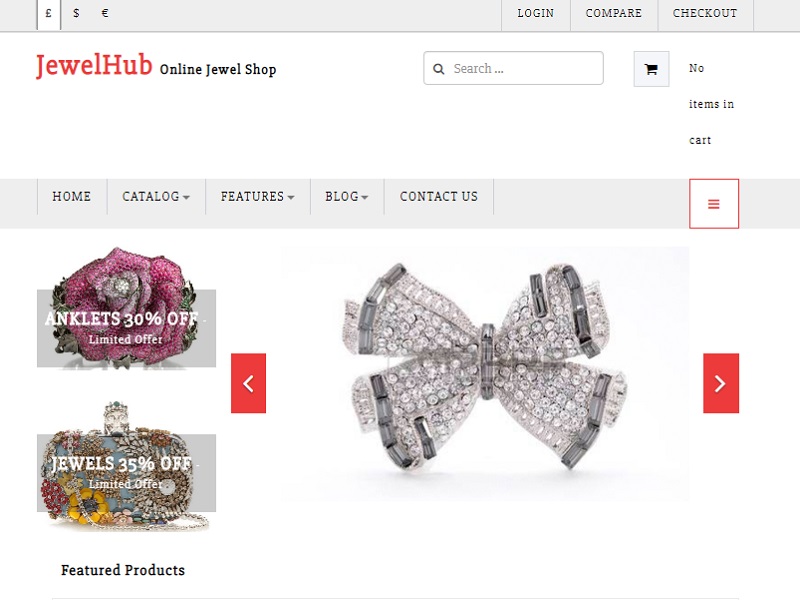 £ $ € LOGIN COMPARE CHECKOUT
JewelHub Online Jewel Shop
Search ...
No
items in
cart
HOME CATALOG FEATURES BLOG CONTACT US
ANKLETS 30% OFF -
Limited Offer
JEWELS 35% OFF -
Limited Offer
Featured Products